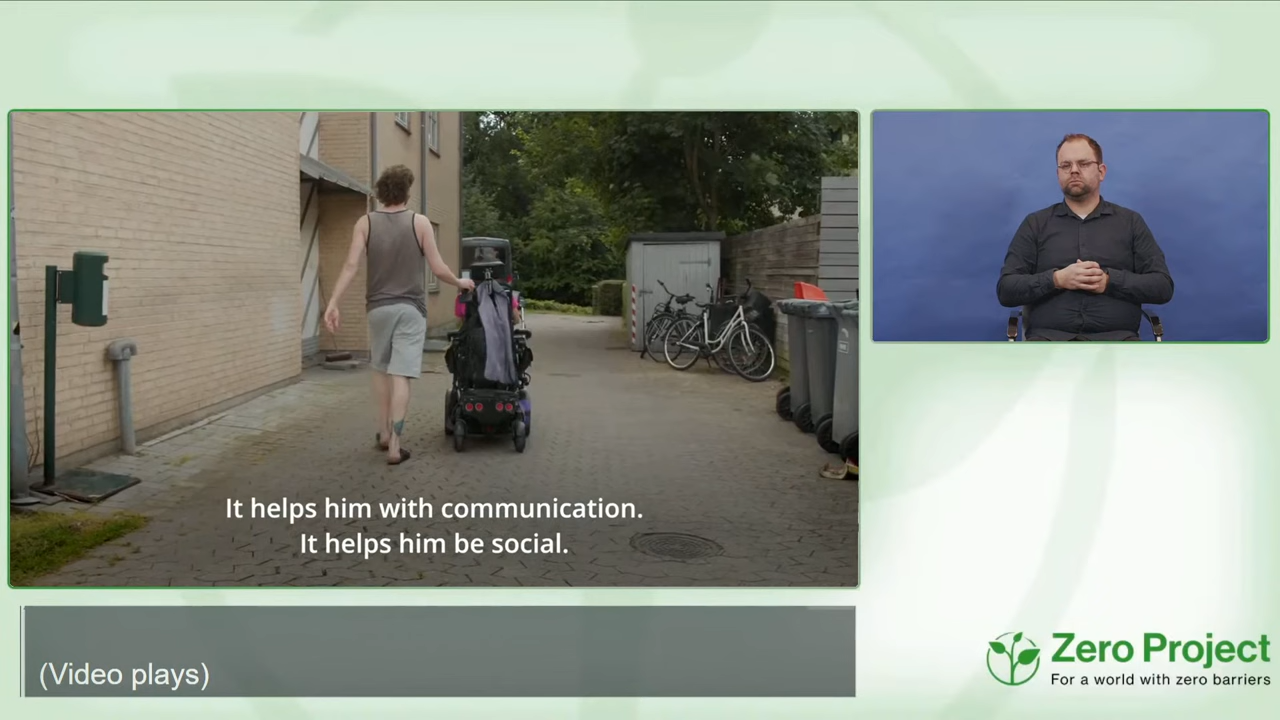 It helps him with communication.
It helps him be social.
(Video plays)
Zero Project
For a world with zero barriers